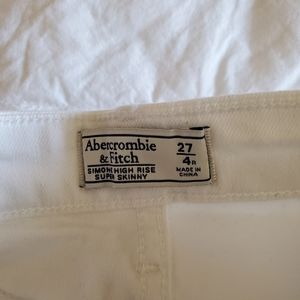 Abercrombie
& Fitch
SIMONE HIGH RISE
SUPER SKINNY
27
4R
MADE IN
CHINA